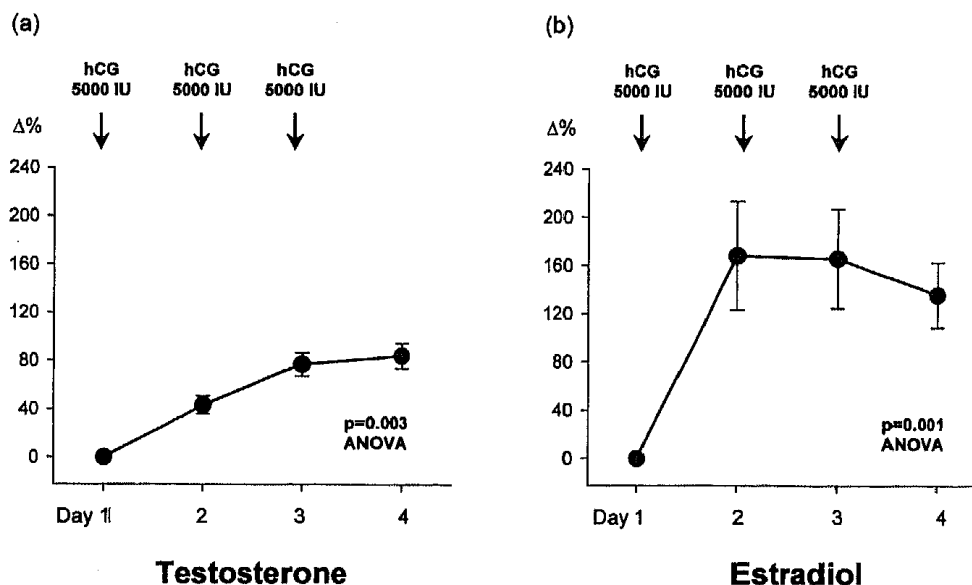 (a)
hCG hCG hCG
5000 IU 5000 IU 5000 IU
Δ%
240
200
160
120
80
40
0
p=0.003
ANOVA
Day 1 2 3 4
Testosterone
(b)
hCG hCG hCG
5000 IU 5000 IU 5000 IU
Δ%
240
200
160
120
80
40
0
p=0.001
ANOVA
Day 1 2 3 4
Estradiol